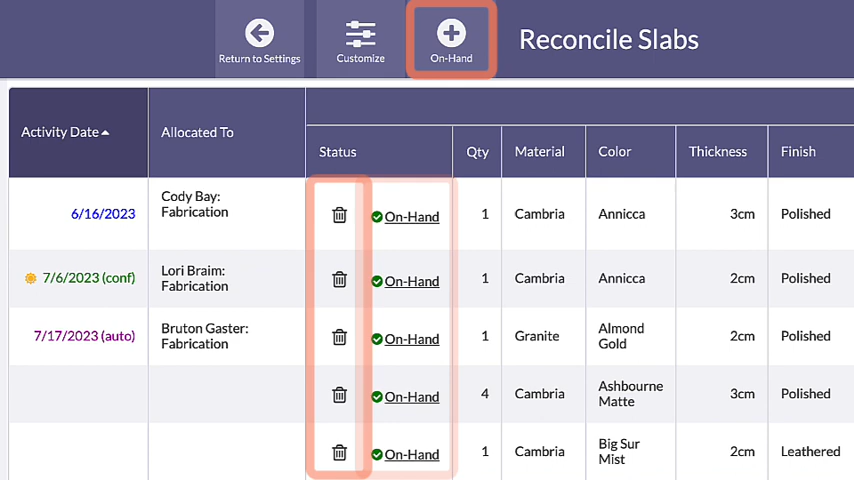 Return to Settings
Customize
On-Hand
Reconcile Slabs
Activity Date
Allocated To
Status
Qty
Material
Color
Thickness
Finish
6/16/2023
Cody Bay:
Fabrication
On-Hand
1
Cambria
Annicca
3cm
Polished
7/6/2023 (conf)
Lori Braim:
Fabrication
On-Hand
1
Cambria
Annicca
2cm
Polished
7/17/2023 (auto)
Bruton Gaster:
Fabrication
On-Hand
1
Granite
Almond
Gold
2cm
Polished
On-Hand
4
Cambria
Ashbourne
Matte
3cm
Polished
On-Hand
1
Cambria
Big Sur
Mist
2cm
Leathered